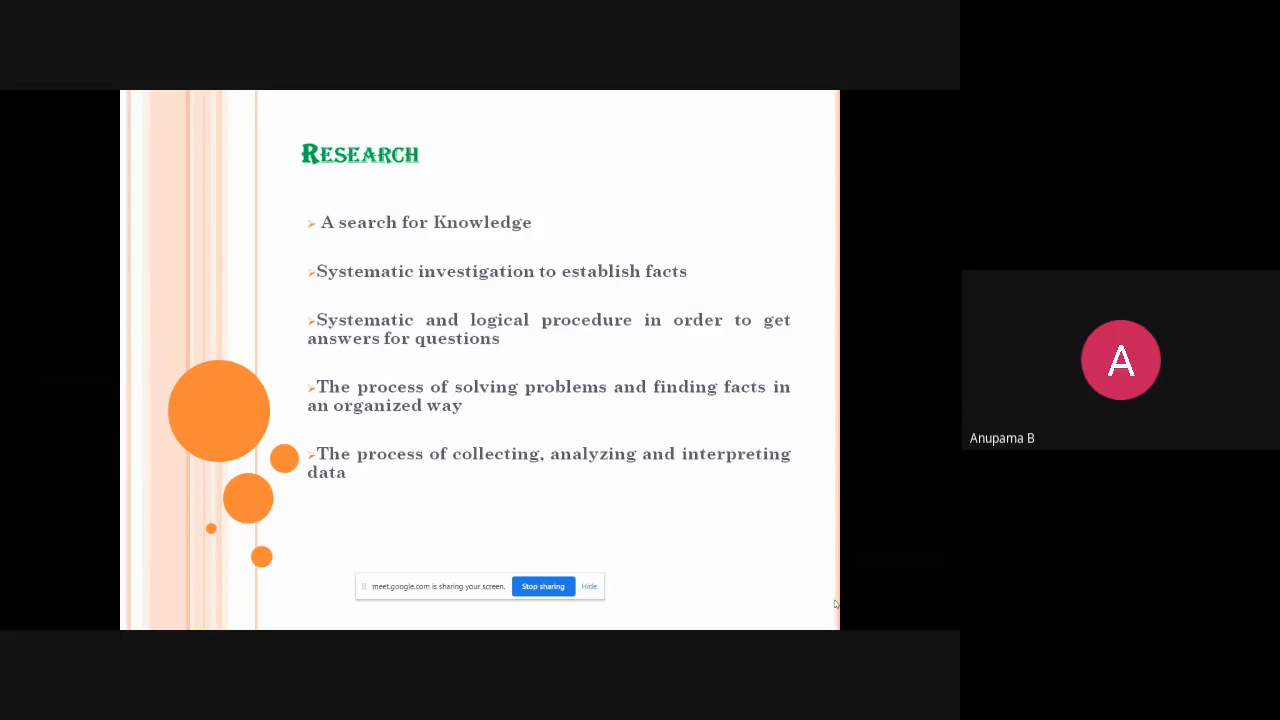 RESEARCH
A search for Knowledge
Systematic investigation to establish facts
Systematic and logical procedure in order to get
answers for questions
The process of solving problems and finding facts in
an organized way
The process of collecting, analyzing and interpreting
data
meet.google.com is sharing your screen. Stop sharing Hide
A
Anupama B